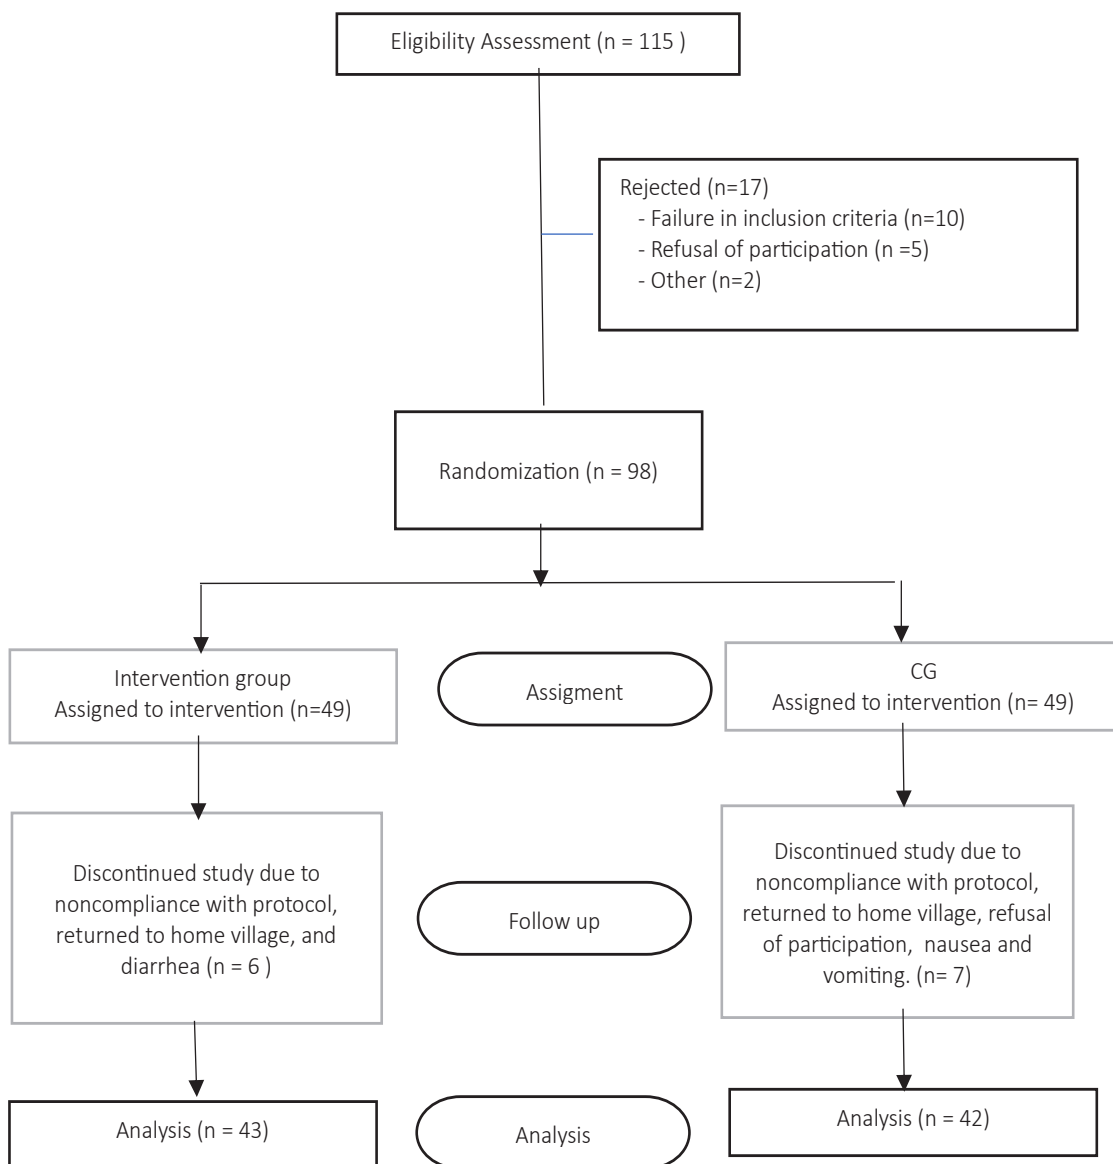 Eligibility Assessment (n = 115 )
Rejected (n=17)
- Failure in inclusion criteria (n=10)
- Refusal of participation (n =5)
- Other (n=2)
Randomization (n = 98)
Intervention group
Assigned to intervention (n=49)
Assigment
CG
Assigned to intervention (n= 49)
Discontinued study due to
noncompliance with protocol,
returned to home village, and
diarrhea (n = 6 )
Follow up
Discontinued study due to
noncompliance with protocol,
returned to home village, refusal
of participation,  nausea and
vomiting. (n= 7)
Analysis (n = 43)
Analysis
Analysis (n = 42)